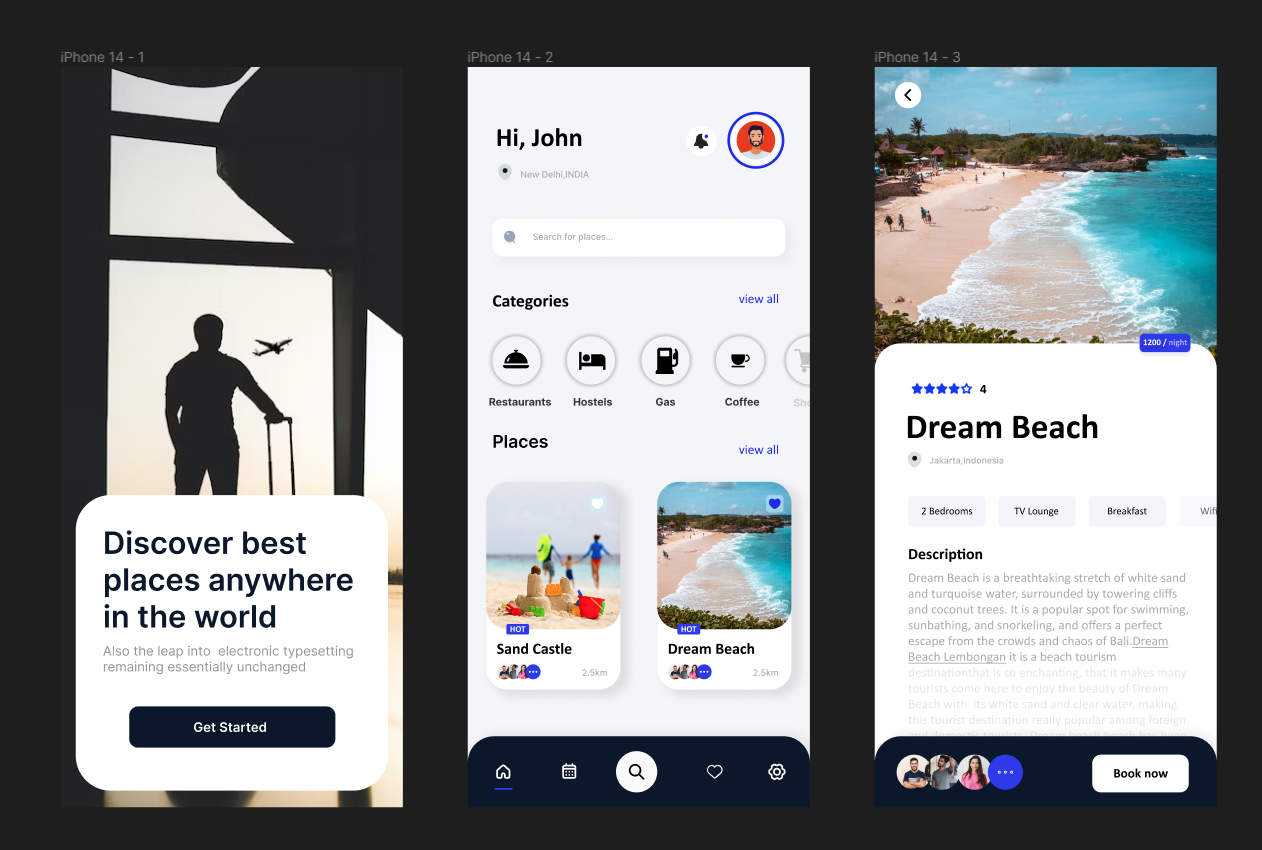 iPhone 14 - 1
Discover best
places anywhere
in the world
Also the leap into  electronic typesetting
remaining essentially unchanged
Get Started
iPhone 14 - 2
Hi, John
New Delhi,INDIA
Search for places...
Categories
view all
Restaurants
Hostels
Gas
Coffee
Sho
Places
view all
HOT
Sand Castle
2.5km
HOT
Dream Beach
2.5km
iPhone 14 - 3
1200 / night
4
Dream Beach
Jakarta,Indonesia
2 Bedrooms
TV Lounge
Breakfast
Wifi
Description
Dream Beach is a breathtaking stretch of white sand
and turquoise water, surrounded by towering cliffs
and coconut trees. It is a popular spot for swimming,
sunbathing, and snorkeling, and offers a perfect
escape from the crowds and chaos of Bali.Dream
Beach Lembongan it is a beach tourism
destinationthat is so enchanting, that it makes many
tourists come here to enjoy the beauty of Dream
Beach with  its white sand and clear water, making
this tourist destination really popular among foreign
and domestic tourists. Dream beach beach has huge
Book now